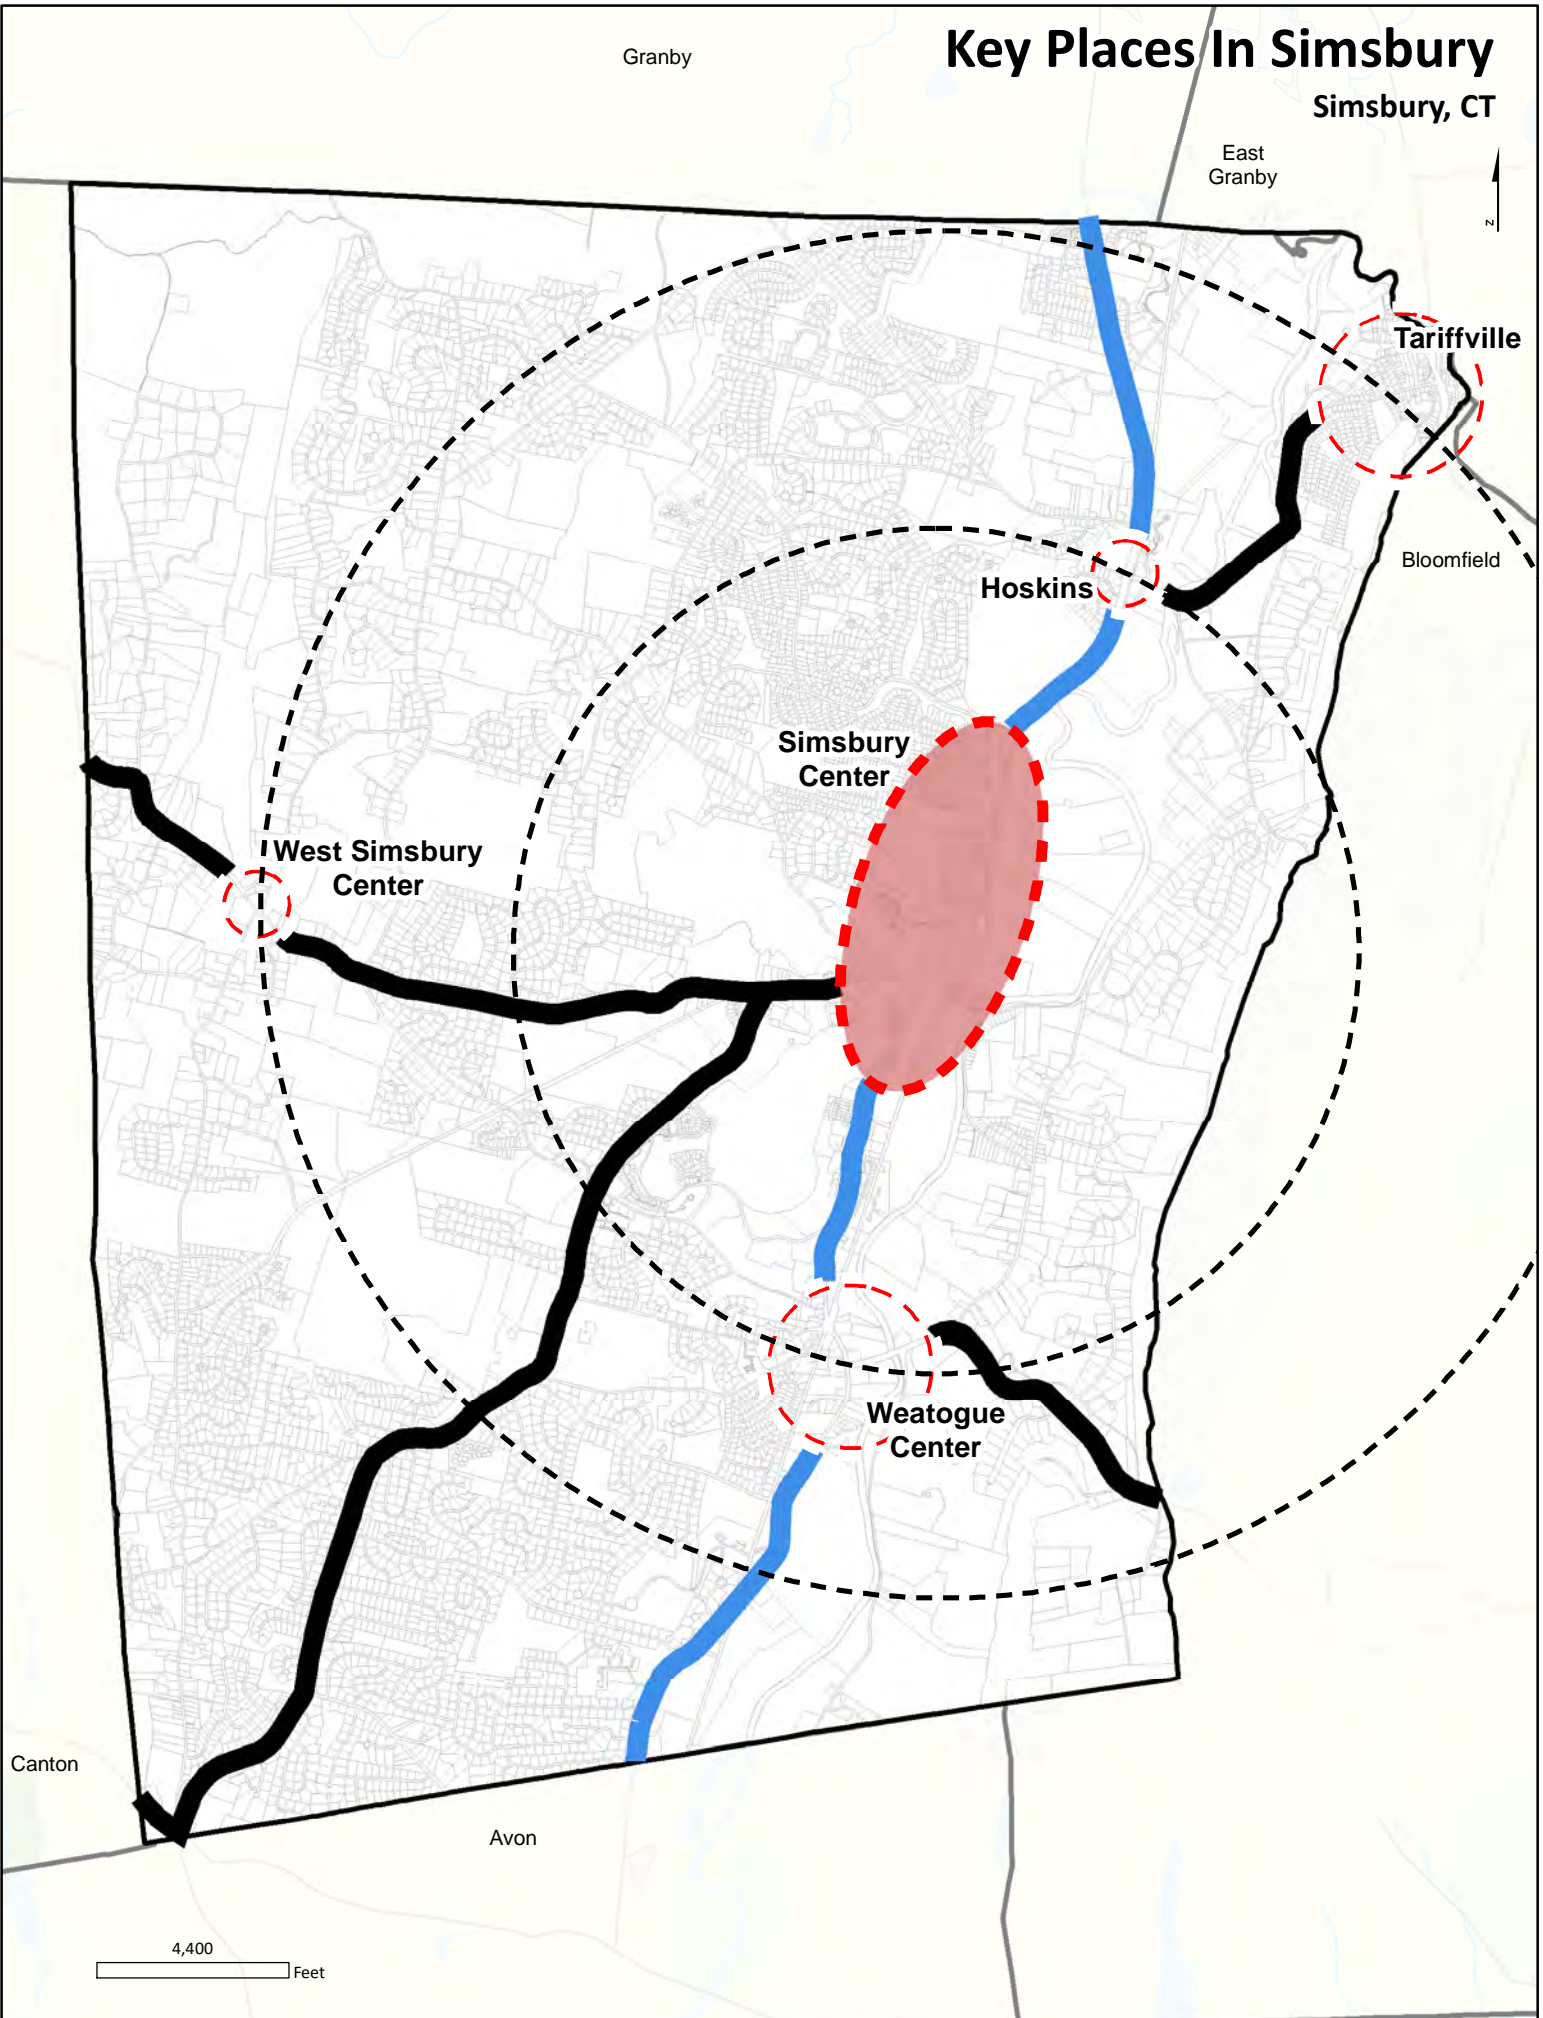 Key Places In Simsbury
Simsbury, CT
Granby
East
Granby
z
Tariffville
Bloomfield
Hoskins
Simsbury
Center
West Simsbury
Center
Weatogue
Center
Canton
Avon
4,400
Feet